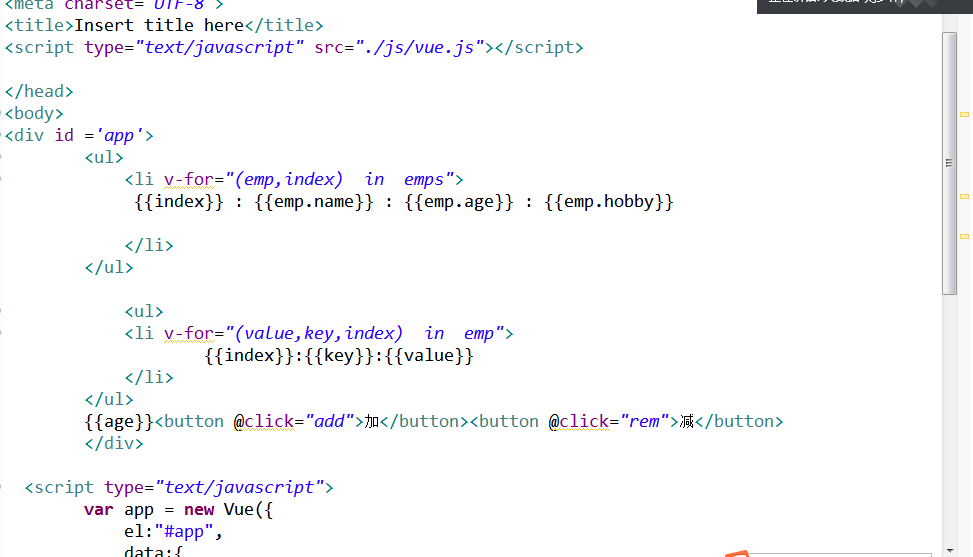 <meta charset="UTF-8">
<title>Insert title here</title>
<script type="text/javascript" src="./js/vue.js"></script>
</head>
<body>
<div id ='app'>
<ul>
<li v-for="(emp,index)  in  emps">
{{index}} : {{emp.name}} : {{emp.age}} : {{emp.hobby}}
</li>
</ul>
<ul>
<li v-for="(value,key,index)  in  emp">
{{index}}:{{key}}:{{value}}
</li>
</ul>
{{age}}<button @click="add">加</button><button @click="rem">减</button>
</div>
<script type="text/javascript">
var app = new Vue({
el:"#app",
data:{